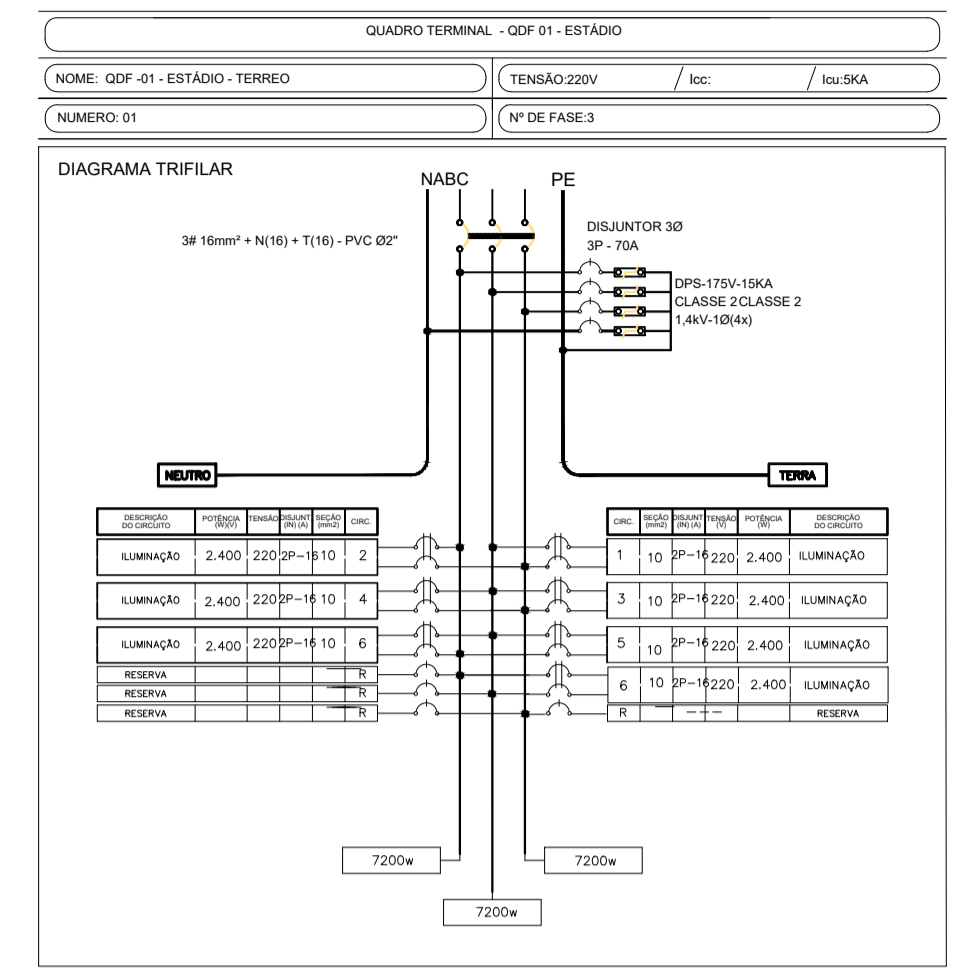 QUADRO TERMINAL - QDF 01 - ESTÁDIO
NOME: QDF -01 - ESTÁDIO - TERREO
TENSÃO:220V / Icc: / Icu:5KA
NUMERO: 01
Nº DE FASE:3
DIAGRAMA TRIFILAR
NABC
PE
3# 16mm² + N(16) + T(16) - PVC Ø2"
DISJUNTOR 3Ø
3P - 70A
DPS-175V-15KA
CLASSE 2CLASSE 2
1,4kV-1Ø(4x)
NEUTRO
TERRA
DESCRIÇÃO DO CIRCUITO POTÊNCIA (W)(V) TENSÃO DISJUNT (IN) (A) SEÇÃO (mm2) CIRC.
ILUMINAÇÃO 2.400 220 2P-16 10 2
ILUMINAÇÃO 2.400 220 2P-16 10 4
ILUMINAÇÃO 2.400 220 2P-16 10 6
RESERVA R
RESERVA R
RESERVA R
CIRC. SEÇÃO (mm2) DISJUNT (IN) (A) TENSÃO (V) POTÊNCIA (W) DESCRIÇÃO DO CIRCUITO
1 10 2P-16 220 2.400 ILUMINAÇÃO
3 10 2P-16 220 2.400 ILUMINAÇÃO
5 10 2P-16 220 2.400 ILUMINAÇÃO
6 10 2P-16 220 2.400 ILUMINAÇÃO
R --- RESERVA
7200w
7200w
7200w